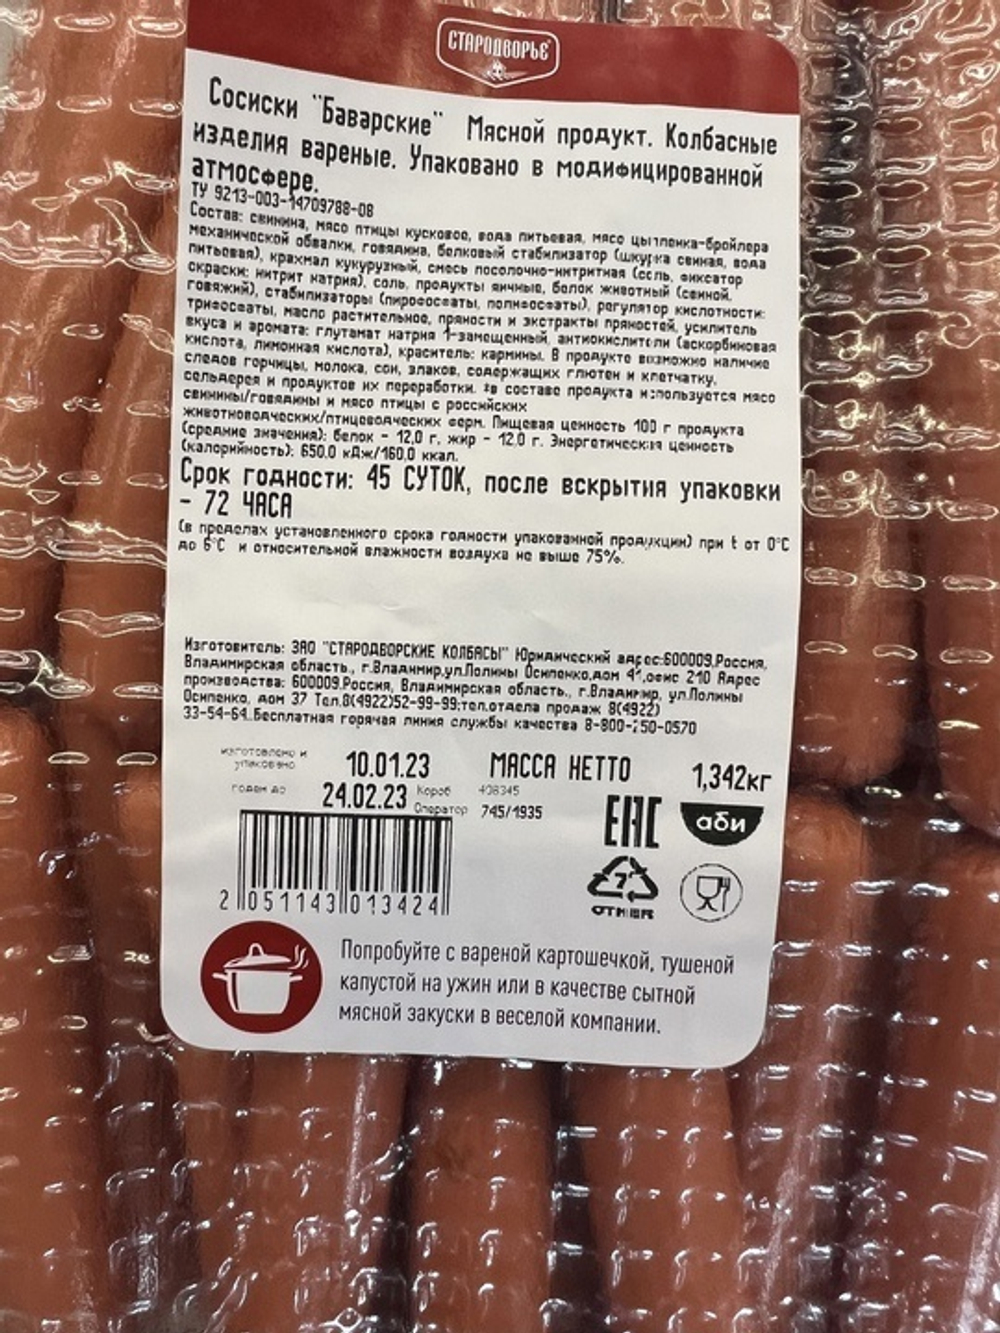 СТАРОДВОРЬЕ
Сосиски "Баварские" Мясной продукт. Колбасные
изделия вареные. Упаковано в модифицированной
атмосфере.
ТУ 9213-003-14709788-08
Состав: свинина, мясо птицы кусковое, вода питьевая, мясо цыпленка-бройлера
механической обвалки, говядина, белковый стабилизатор (шкурка свиная, вода
питьевая), крахмал кукурузный, смесь посолочно-нитритная (соль, фиксатор
окраски: нитрит натрия), соль, продукты яичные, белок животный (свиной,
говяжий), стабилизаторы (пирофосфаты, полифосфаты), регулятор кислотности:
трифосфаты, масло растительное, пряности и экстракты пряностей, усилитель
вкуса и аромата: глутамат натрия 1-замещенный, антиокислители (аскорбиновая
кислота, лимонная кислота), краситель: кармины. В продукте возможно наличие
следов горчицы, молока, сои, злаков, содержащих глютен и клетчатку,
сельдерея и продуктов их переработки. *в составе продукта используется мясо
свинины/говядины и мясо птицы с российских
животноводческих/птицеводческих ферм. Пищевая ценность 100 г продукта
(средние значения): белок - 12,0 г, жир - 12,0 г. Энергетическая ценность
(калорийность): 650,0 кДж/160,0 ккал.
Срок годности: 45 СУТОК, после вскрытия упаковки
- 72 ЧАСА
(в пределах установленного срока годности упакованной продукции) при t от 0°С
до 6°С и относительной влажности воздуха не выше 75%.
Изготовитель: ЗАО "СТАРОДВОРСКИЕ КОЛБАСЫ" Юридический адрес:600009,Россия,
Владимирская область., г.Владимир,ул.Полины Осипенко,дом 41,офис 210 Адрес
производства: 600009,Россия, Владимирская область., г.Владимир, ул.Полины
Осипенко, дом 37 Тел.8(4922)52-99-99;тел.отдела продаж 8(4922)
33-54-64.Бесплатная горячая линия службы качества 8-800-250-0570
изготовлено и
упаковано
10.01.23 МАССА НЕТТО 1,342кг
годен до 24.02.23 Короб 408345
Оператор 745/1935
ЕАС
аби
7
OTHER
2 051143 013424
Попробуйте с вареной картошечкой, тушеной
капустой на ужин или в качестве сытной
мясной закуски в веселой компании.